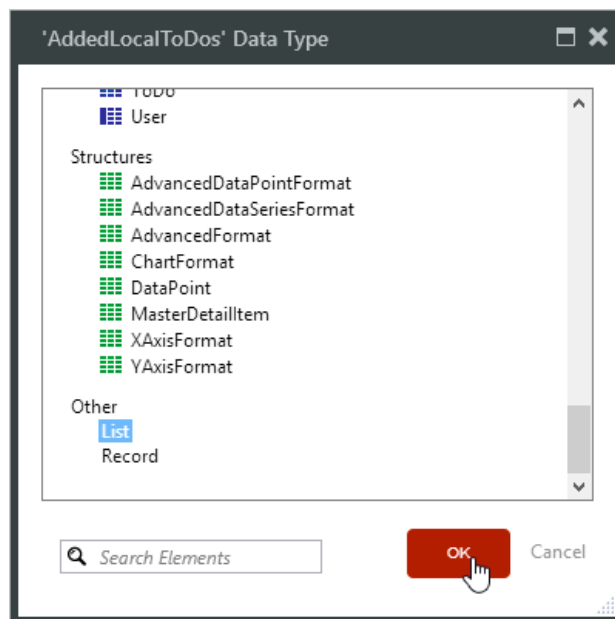 'AddedLocalToDos' Data Type
ToDo
User
Structures
AdvancedDataPointFormat
AdvancedDataSeriesFormat
AdvancedFormat
ChartFormat
DataPoint
MasterDetailItem
XAxisFormat
YAxisFormat
Other
List
Record
Search Elements
OK
Cancel